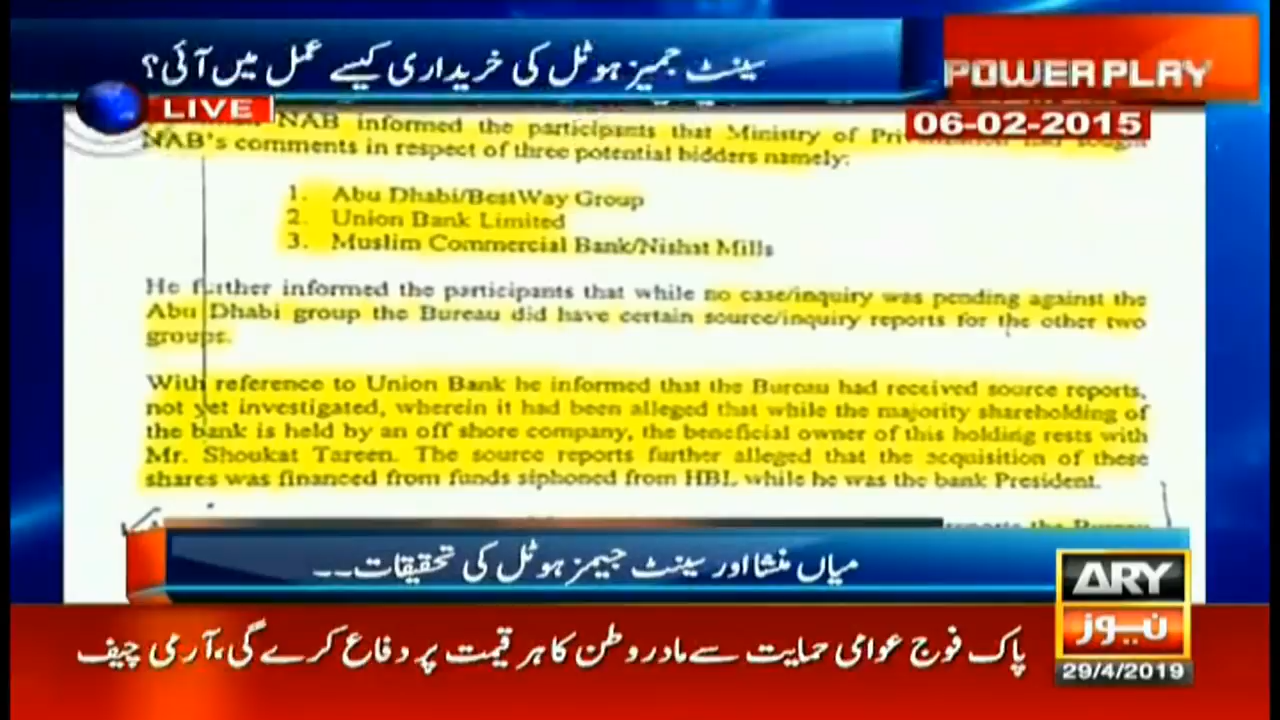 سینٹ جیمز ہوٹل کی خریداری کیسے عمل میں آئی؟
POWER PLAY
LIVE
06-02-2015
NAB informed the participants that Ministry of
NAB's comments in respect of three potential bidders namely:
1. Abu Dhabi/BestWay Group
2. Union Bank Limited
3. Muslim Commercial Bank/Nishat Mills
He further informed the participants that while no case/inquiry was pending against the
Abu Dhabi group the Bureau did have certain source/inquiry reports for the other two
groups.
With reference to Union Bank he informed that the Bureau had received source reports,
not yet investigated, wherein it had been alleged that while the majority shareholding of
the bank is held by an off shore company, the beneficial owner of this holding rests with
Mr. Shoukat Tareen. The source reports further alleged that the acquisition of these
shares was financed from funds siphoned from HBL while he was the bank President.
reports the Bureau
میاں منشا اور سینٹ جیمز ہوٹل کی تحقیقات۔۔
ARY
نیوز
29/4/2019
پاک فوج عوامی حمایت سے مادر وطن کا ہر قیمت پر دفاع کرے گی،آرمی چیف